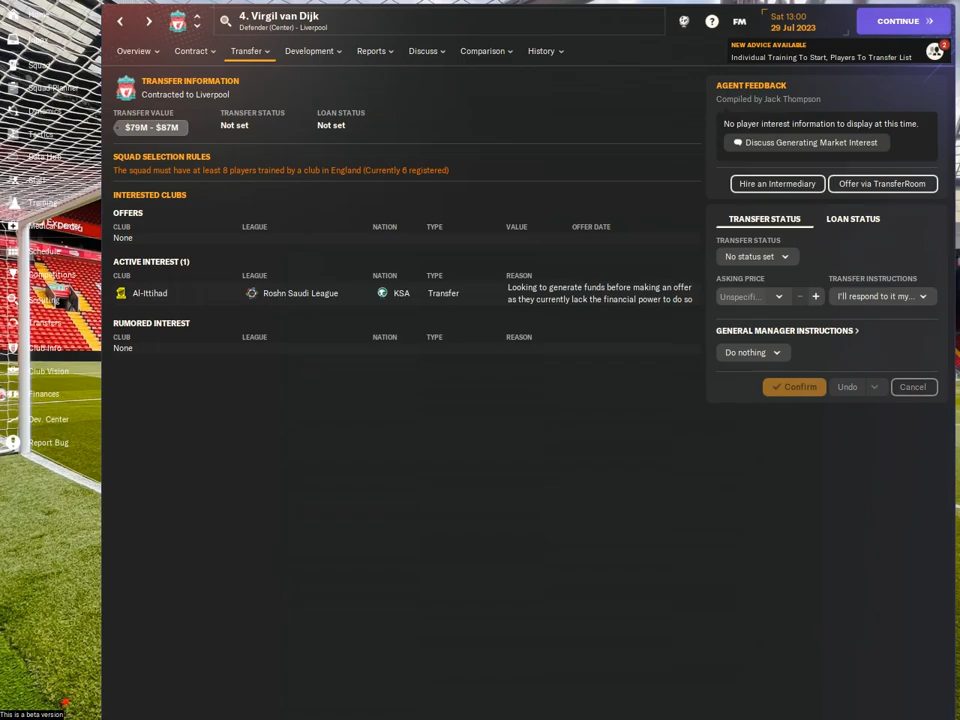 4. Virgil van Dijk
Defender (Center) - Liverpool
FM
Sat 13:00
29 Jul 2023
CONTINUE
NEW ADVICE AVAILABLE
Individual Training To Start, Players To Transfer List
2
Overview
Contract
Transfer
Development
Reports
Discuss
Comparison
History
Home
Inbox
Squad
Squad Planner
Dynamics
Tactics
Data Hub
Staff
Training
Medical Center
Schedule
Competitions
Scouting
Transfers
Club Info
Club Vision
Finances
Dev. Center
Report Bug
This is a beta version
TRANSFER INFORMATION
Contracted to Liverpool
TRANSFER VALUE
TRANSFER STATUS
LOAN STATUS
$79M - $87M
Not set
Not set
SQUAD SELECTION RULES
The squad must have at least 8 players trained by a club in England (Currently 6 registered)
INTERESTED CLUBS
OFFERS
CLUB LEAGUE NATION TYPE VALUE OFFER DATE
None
ACTIVE INTEREST (1)
CLUB LEAGUE NATION TYPE REASON
Al-Ittihad Roshn Saudi League KSA Transfer
Looking to generate funds before making an offer
as they currently lack the financial power to do so
RUMORED INTEREST
CLUB LEAGUE NATION TYPE REASON
None
AGENT FEEDBACK
Compiled by Jack Thompson
No player interest information to display at this time.
Discuss Generating Market Interest
Hire an Intermediary
Offer via TransferRoom
TRANSFER STATUS
LOAN STATUS
TRANSFER STATUS
No status set
ASKING PRICE
TRANSFER INSTRUCTIONS
Unspecifi...
− +
I'll respond to it my...
GENERAL MANAGER INSTRUCTIONS >
Do nothing
Confirm
Undo
Cancel